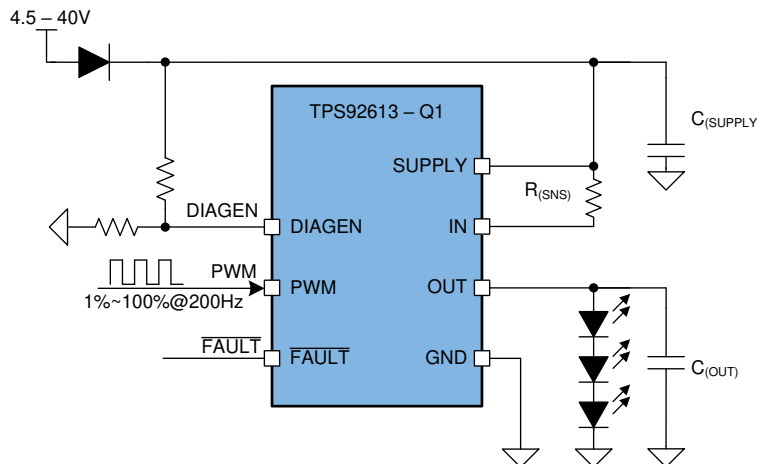 4.5 – 40V
TPS92613 – Q1
C(SUPPLY
SUPPLY
R(SNS)
DIAGEN
DIAGEN
IN
PWM
PWM
OUT
1%~100%@200Hz
FAULT
FAULT
GND
C(OUT)